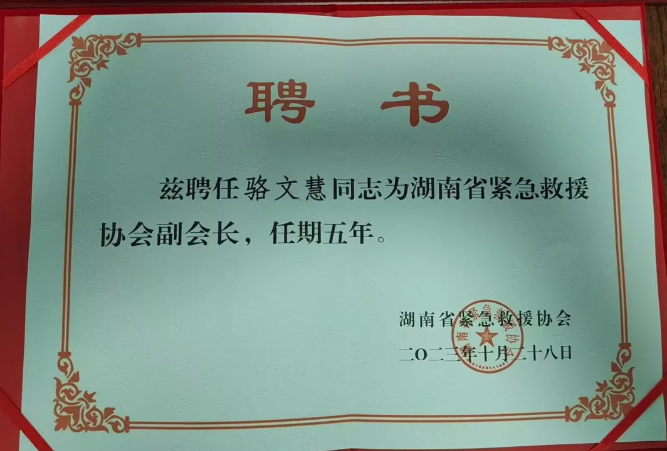 聘书
兹聘任骆文慧同志为湖南省紧急救援
协会副会长，任期五年。
湖南省紧急救援协会
二〇二三年十月二十八日